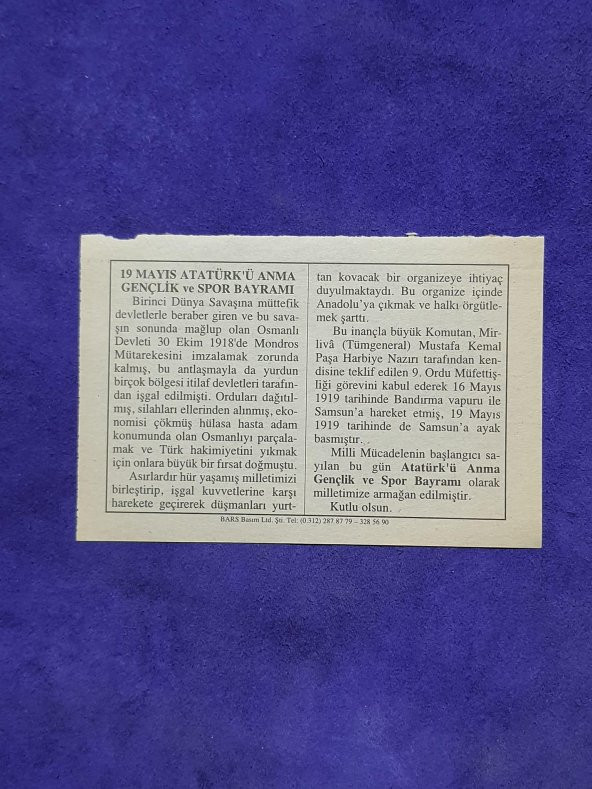 19 MAYIS ATATÜRK'Ü ANMA
GENÇLİK ve SPOR BAYRAMI
Birinci Dünya Savaşına müttefik
devletlerle beraber giren ve bu sava-
şın sonunda mağlup olan Osmanlı
Devleti 30 Ekim 1918'de Mondros
Mütarekesini imzalamak zorunda
kalmış, bu antlaşmayla da yurdun
birçok bölgesi itilaf devletleri tarafın-
dan işgal edilmişti. Orduları dağıtıl-
mış, silahları ellerinden alınmış, eko-
nomisi çökmüş hülasa hasta adam
konumunda olan Osmanlıyı parçala-
mak ve Türk hakimiyetini yıkmak
için onlara büyük bir fırsat doğmuştu.
Asırlardır hür yaşamış milletimizi
birleştirip, işgal kuvvetlerine karşı
harekete geçirerek düşmanları yurt-
tan kovacak bir organizeye ihtiyaç
duyulmaktaydı. Bu organize içinde
Anadolu'ya çıkmak ve halkı örgütle-
mek şarttı.
Bu inançla büyük Komutan, Mir-
livâ (Tümgeneral) Mustafa Kemal
Paşa Harbiye Nazırı tarafından ken-
disine teklif edilen 9. Ordu Müfettiş-
liği görevini kabul ederek 16 Mayıs
1919 tarihinde Bandırma vapuru ile
Samsun'a hareket etmiş, 19 Mayıs
1919 tarihinde de Samsun'a ayak
basmıştır.
Milli Mücadelenin başlangıcı sa-
yılan bu gün Atatürk'ü Anma
Gençlik ve Spor Bayramı olarak
milletimize armağan edilmiştir.
Kutlu olsun.
BARS Basım Ltd. Şti. Tel: (0.312) 287 87 79 – 328 56 90